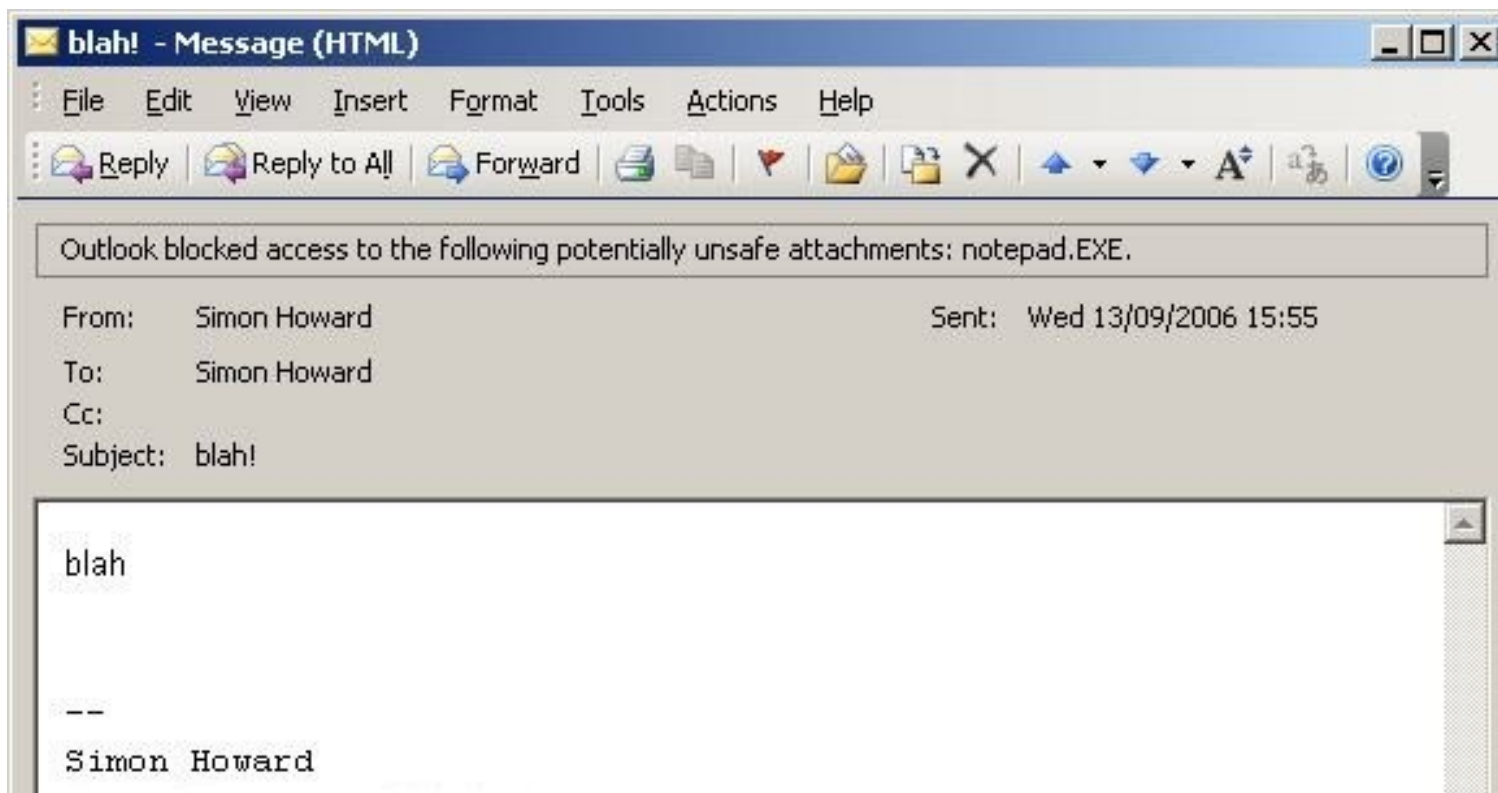 blah! - Message (HTML)
File Edit View Insert Format Tools Actions Help
Reply Reply to All Forward
Outlook blocked access to the following potentially unsafe attachments: notepad.EXE.
From: Simon Howard Sent: Wed 13/09/2006 15:55
To: Simon Howard
Cc:
Subject: blah!
blah
--
Simon Howard